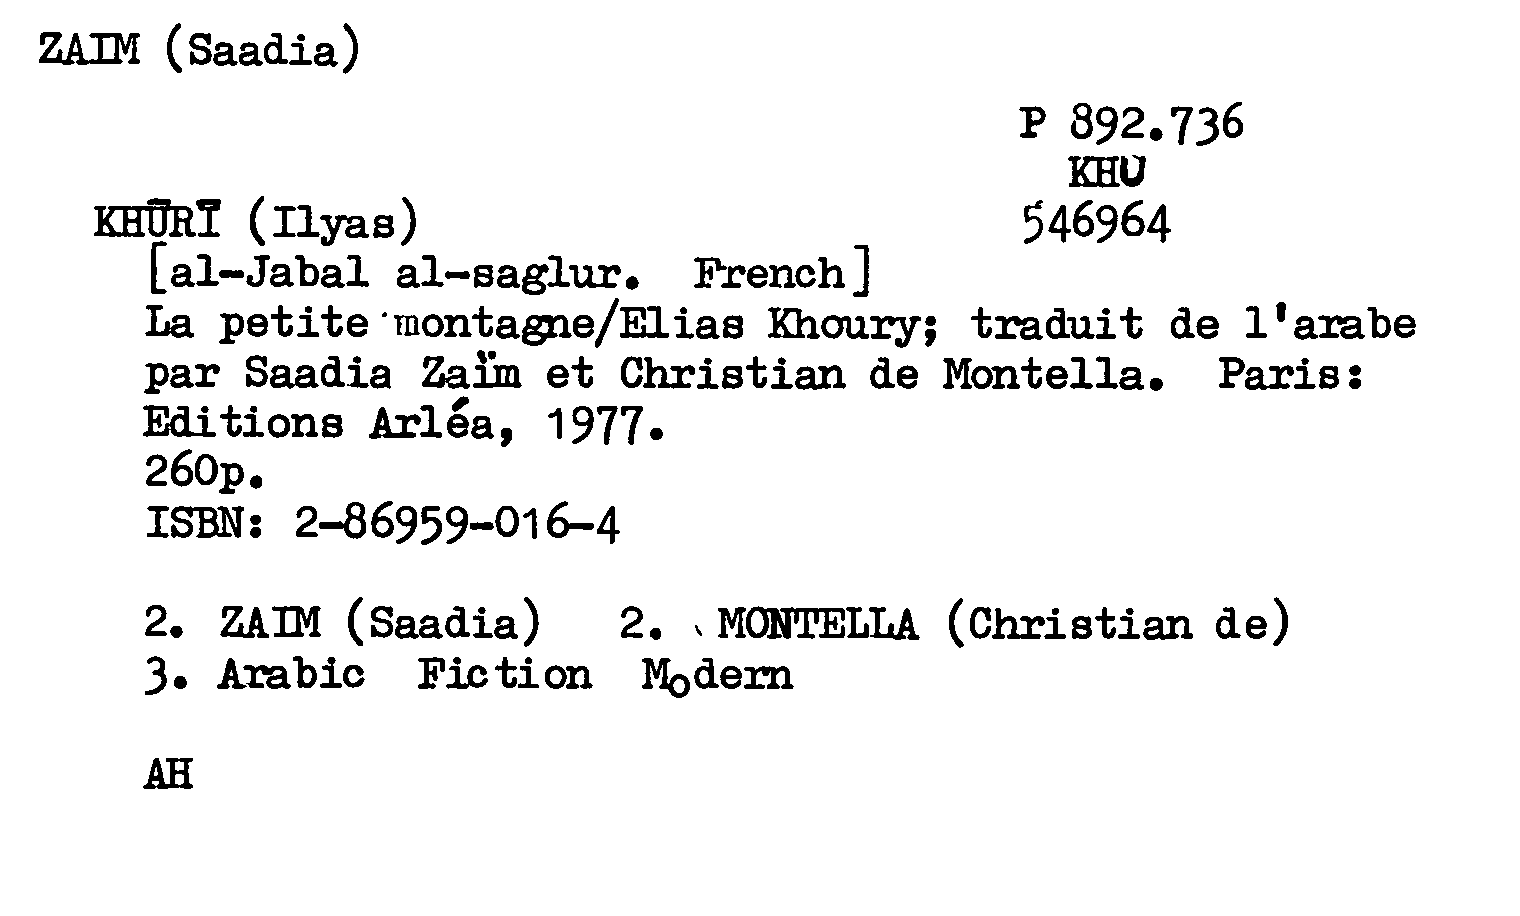 ZAIM (Saadia)
P 892.736
KHU
KHŪRĪ (Ilyas)
546964
[al-Jabal al-saglur. French]
La petite montagne/Elias Khoury; traduit de l'arabe
par Saadia Zaïm et Christian de Montella. Paris:
Editions Arléa, 1977.
260p.
ISBN: 2-86959-016-4
2. ZAIM (Saadia) 2. MONTELLA (Christian de)
3. Arabic Fiction Modern
AH